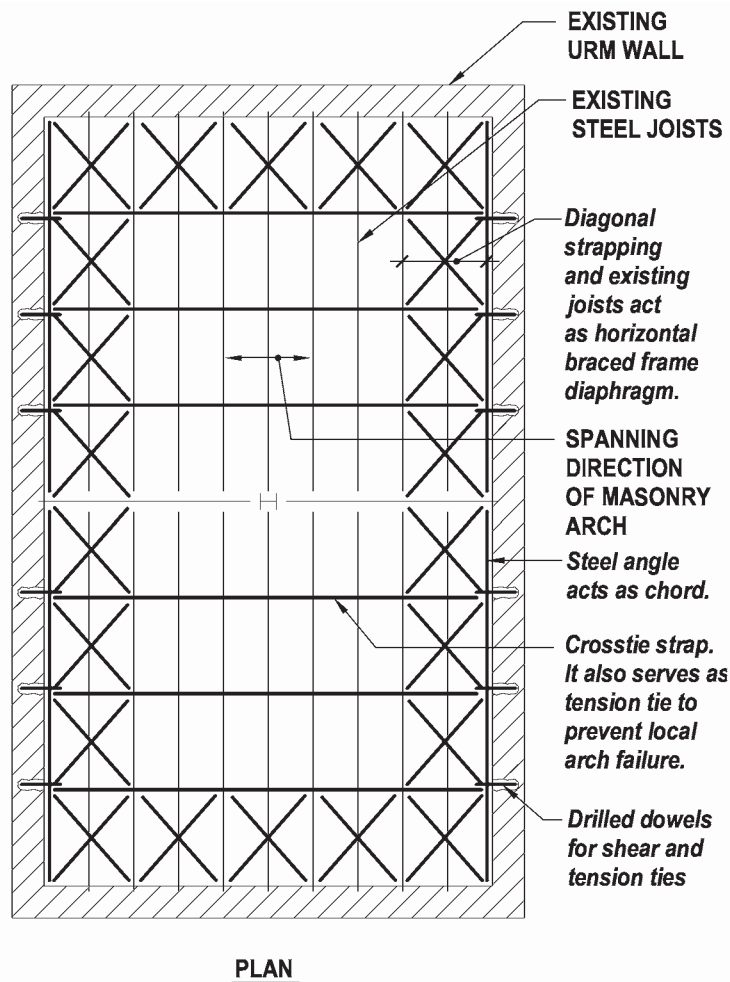 EXISTING
URM WALL
EXISTING
STEEL JOISTS
Diagonal
strapping
and existing
joists act
as horizontal
braced frame
diaphragm.
SPANNING
DIRECTION
OF MASONRY
ARCH
Steel angle
acts as chord.
Crosstie strap.
It also serves as
tension tie to
prevent local
arch failure.
Drilled dowels
for shear and
tension ties
PLAN